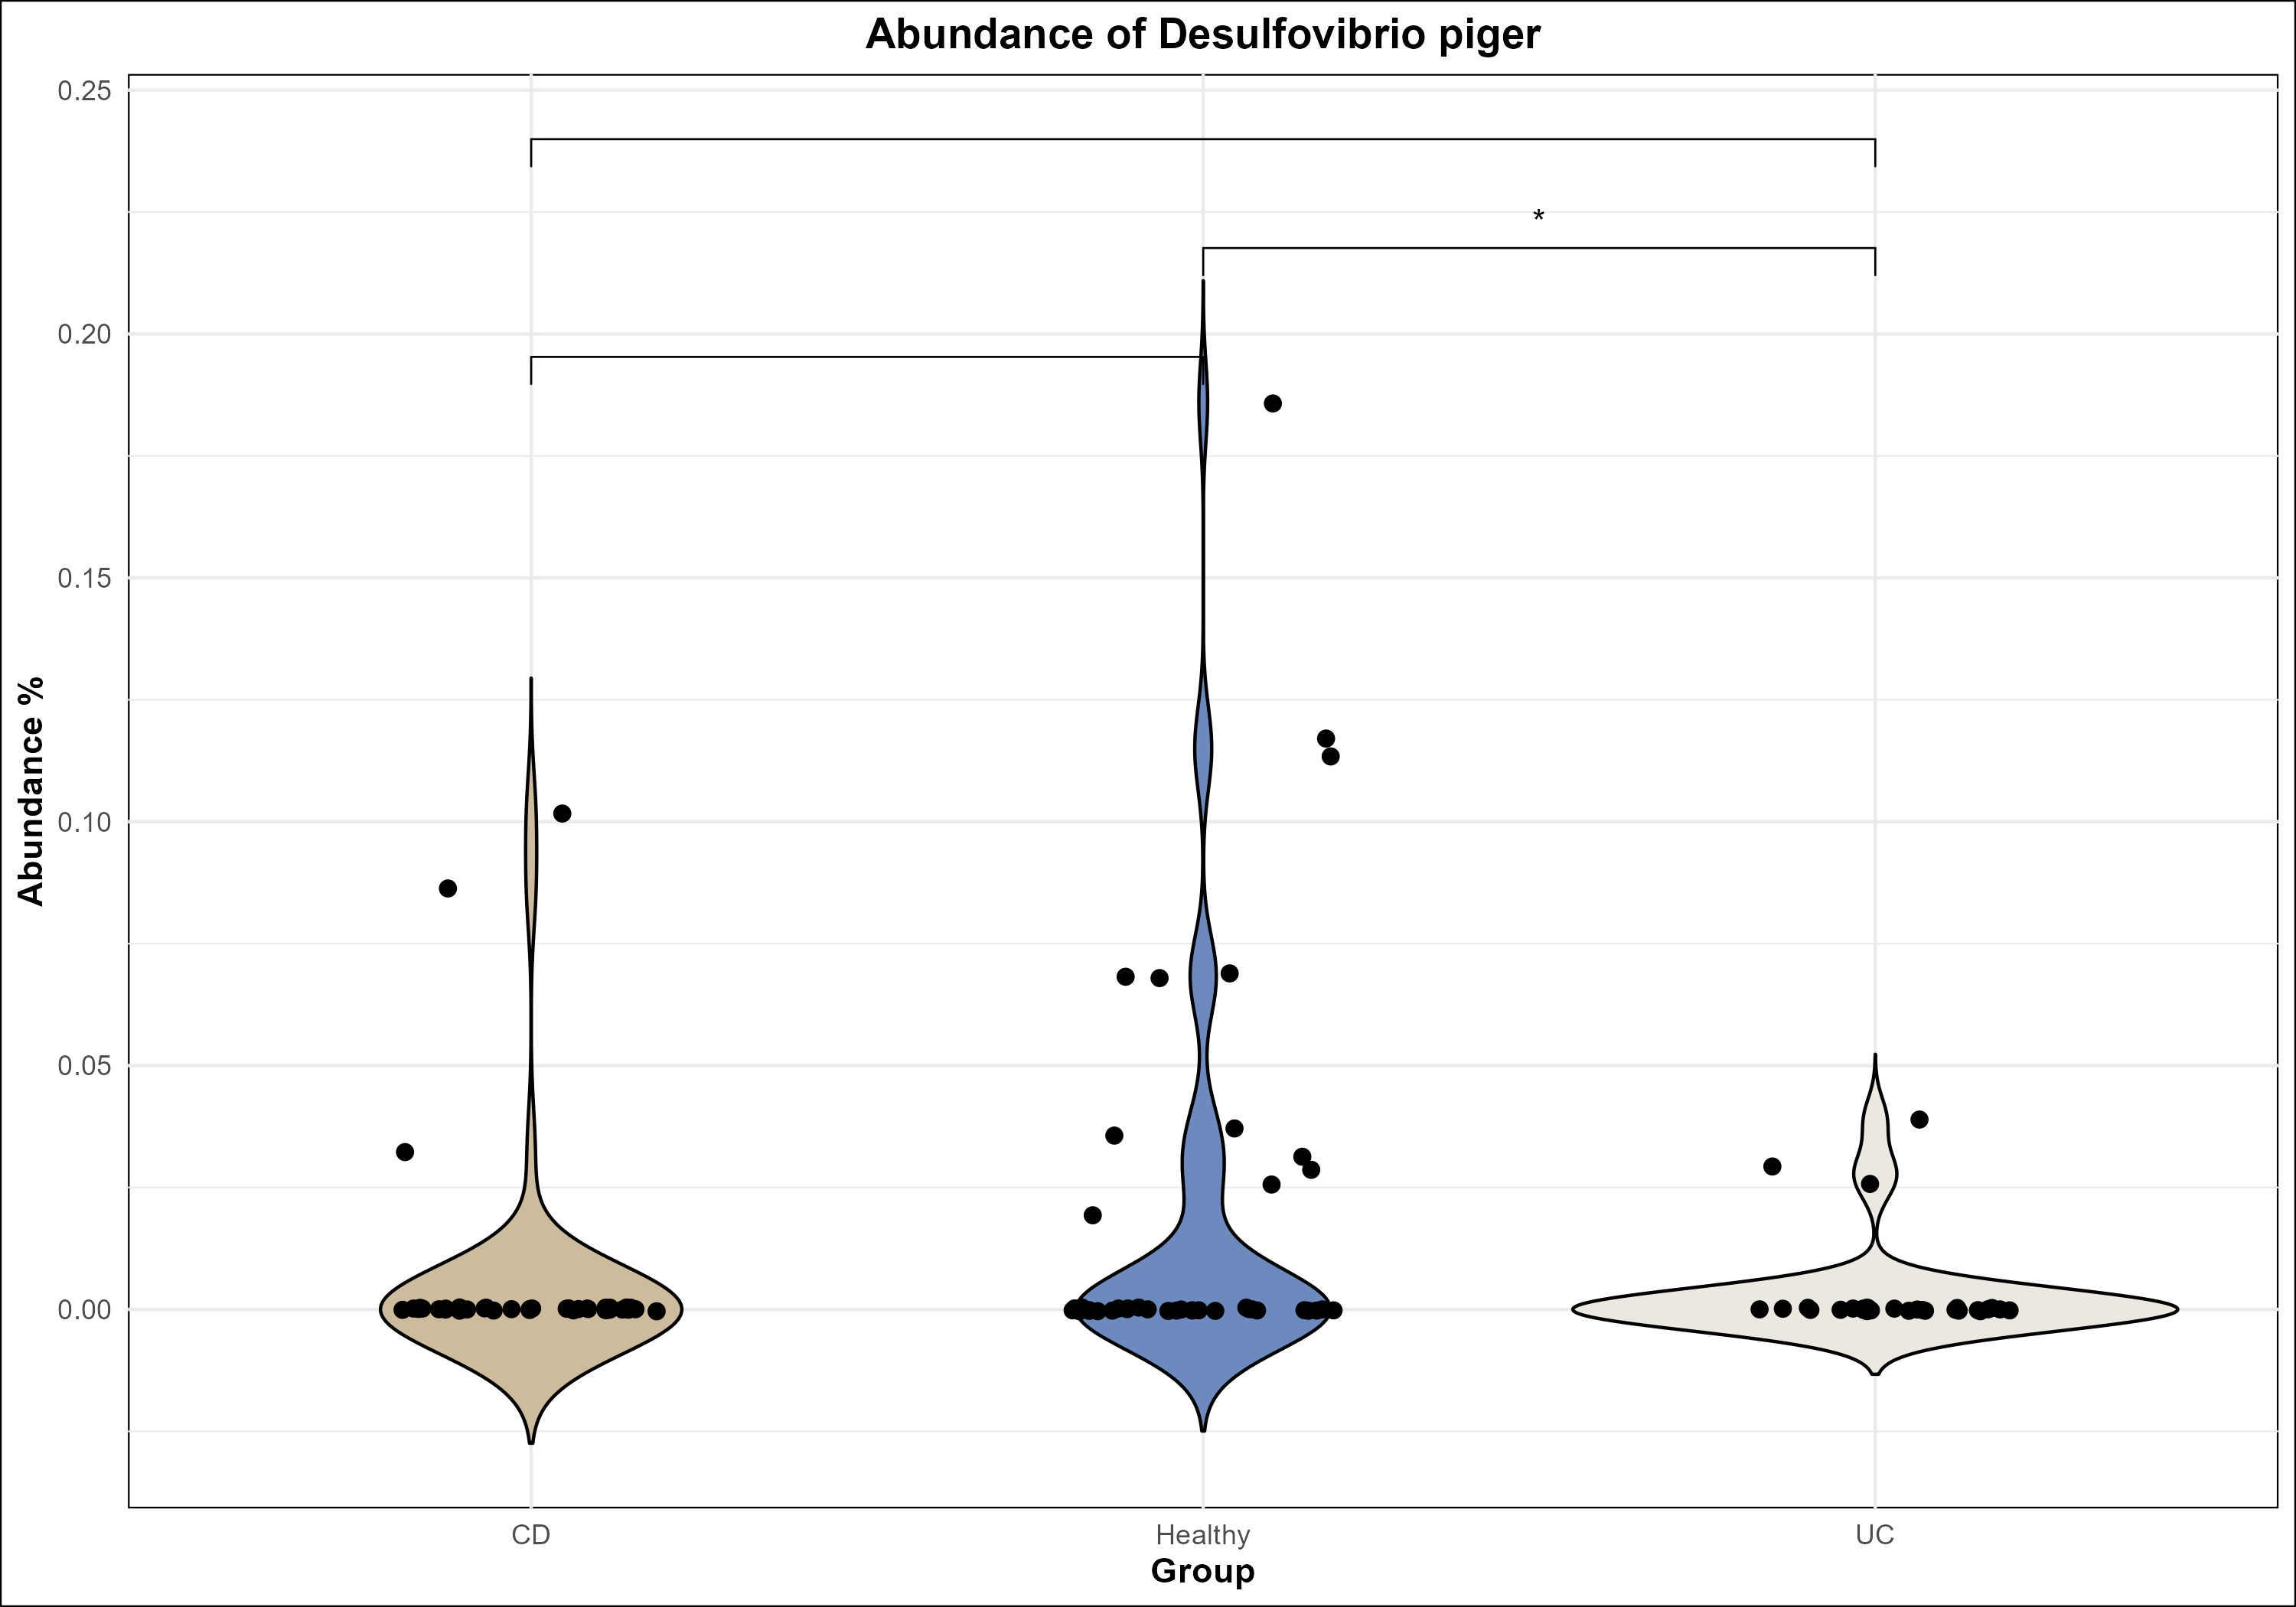 Abundance of Desulfovibrio piger
Abundance %
0.25
0.20
0.15
0.10
0.05
0.00
*
CD
Healthy
UC
Group